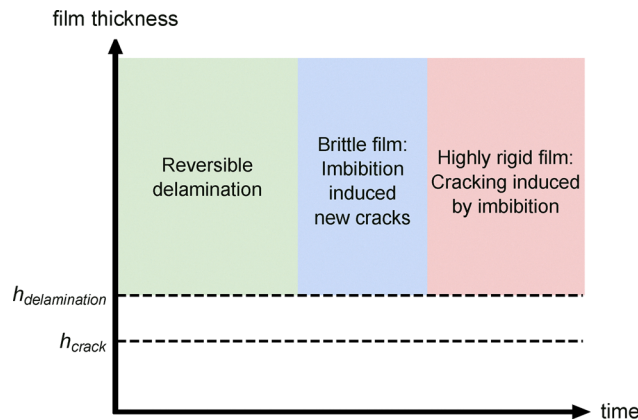 film thickness
Reversible
delamination
Brittle film:
Imbibition
induced
new cracks
Highly rigid film:
Cracking induced
by imbibition
hdelamination
hcrack
time